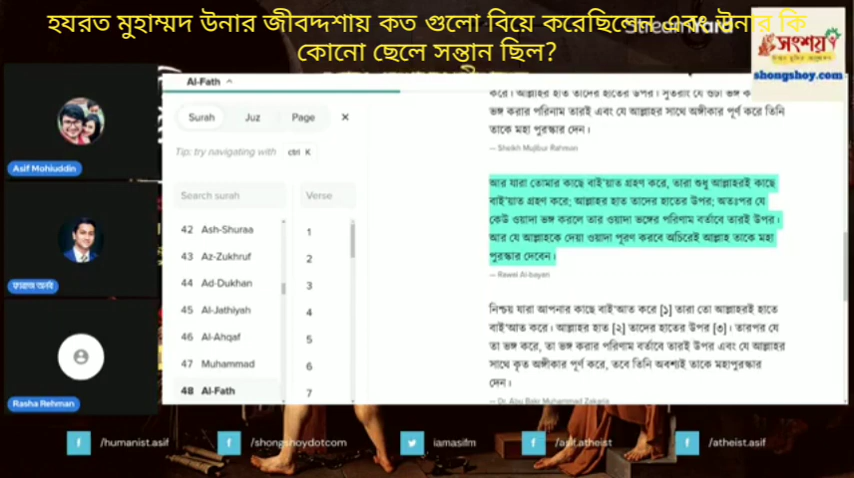 হযরত মুহাম্মদ উনার জীবদ্দশায় কত গুলো বিয়ে করেছিলেন এবং উনার কি
কোনো ছেলে সন্তান ছিল?
StreamYard
সংশয়
shongshoy.com
Al-Fath
Surah Juz Page ✕
Tip: try navigating with ctrl K
Search surah Verse
42 Ash-Shuraa 1
43 Az-Zukhruf 2
44 Ad-Dukhan 3
45 Al-Jathiyah 4
46 Al-Ahqaf 5
47 Muhammad 6
48 Al-Fath 7
ভঙ্গ করার পরিনাম তারই এবং যে আল্লাহর সাথে অঙ্গীকার পূর্ণ করে তিনি
তাকে মহা পুরস্কার দেন।
— Sheikh Mujibur Rahman
আর যারা তোমার কাছে বাই‘য়াত গ্রহণ করে, তারা শুধু আল্লাহরই কাছে
বাই‘য়াত গ্রহণ করে; আল্লাহর হাত তাদের হাতের উপর; অতঃপর যে
কেউ ওয়াদা ভঙ্গ করলে তার ওয়াদা ভঙ্গের পরিণাম বর্তাবে তারই উপর।
আর যে আল্লাহকে দেয়া ওয়াদা পূরণ করবে অচিরেই আল্লাহ তাকে মহা
পুরস্কার দেবেন।
— Rawai Al-bayan
নিশ্চয় যারা আপনার কাছে বাই‘আত করে [১] তারা তো আল্লাহরই হাতে
বাই‘আত করে। আল্লাহর হাত [২] তাদের হাতের উপর [৩]। তারপর যে
তা ভঙ্গ করে, তা ভঙ্গ করার পরিণাম বর্তাবে তারই উপর এবং যে আল্লাহর
সাথে কৃত অঙ্গীকার পূর্ণ করে, তবে তিনি অবশ্যই তাকে মহাপুরস্কার
দেন।
— Dr. Abu Bakr Muhammad Zakaria
Asif Mohiuddin
Rasha Rehman
/humanist.asif
/shongshoydotcom
iamasifm
/asif.atheist
/atheist.asif